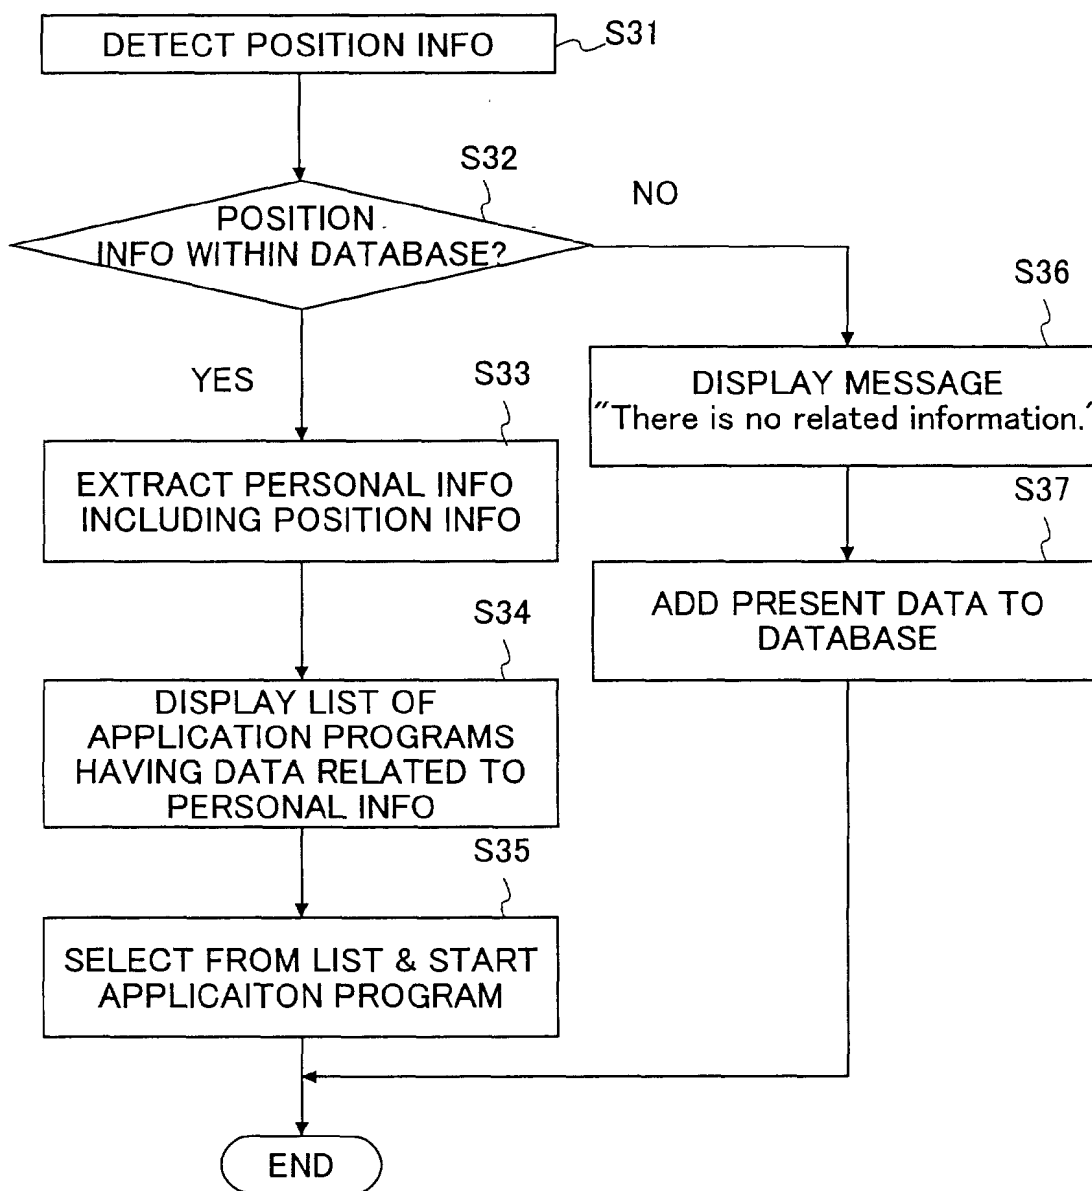 DETECT POSITION INFO
S31
S32
POSITION
INFO WITHIN DATABASE?
NO
YES
S33
EXTRACT PERSONAL INFO
INCLUDING POSITION INFO
S34
DISPLAY LIST OF
APPLICATION PROGRAMS
HAVING DATA RELATED TO
PERSONAL INFO
S35
SELECT FROM LIST & START
APPLICAITON PROGRAM
S36
DISPLAY MESSAGE
"There is no related information."
S37
ADD PRESENT DATA TO
DATABASE
END